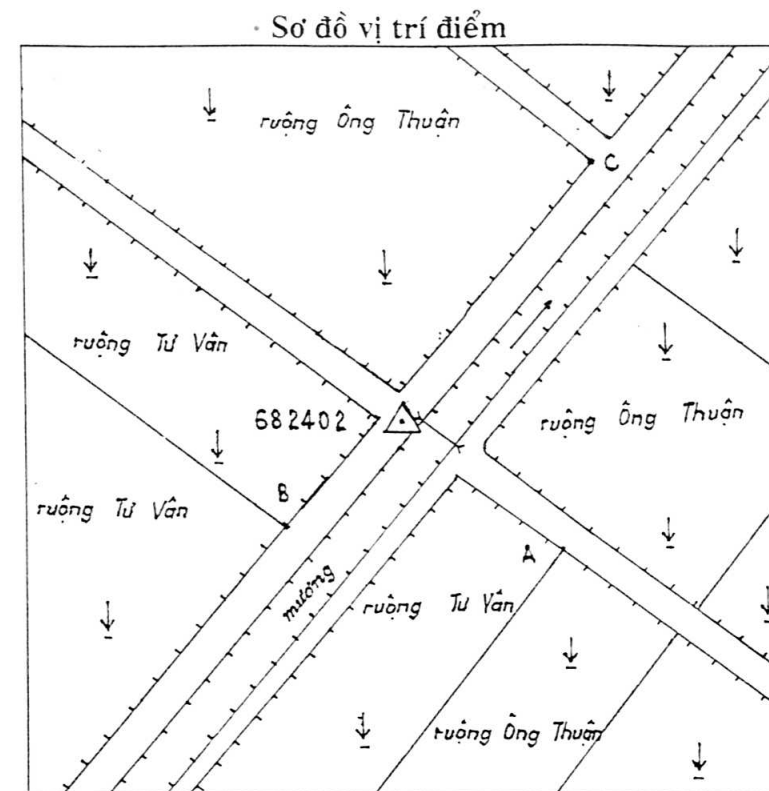 Sơ đồ vị trí điểm
ruộng Ông Thuận
C
ruộng Tư Vân
682402
ruộng Ông Thuận
B
ruộng Tư Vân
A
mương
ruộng Tư Vân
ruộng Ông Thuận